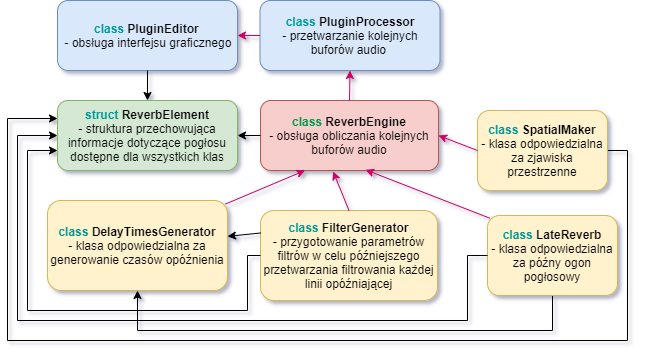 class PluginEditor
- obsługa interfejsu graficznego
class PluginProcessor
- przetwarzanie kolejnych
buforów audio
struct ReverbElement
- struktura przechowująca
informacje dotyczące pogłosu
dostępne dla wszystkich klas
class ReverbEngine
- obsługa obliczania kolejnych
buforów audio
class SpatialMaker
- klasa odpowiedzialna
za zjawiska
przestrzenne
class DelayTimesGenerator
- klasa odpowiedzialna za
generowanie czasów opóźnienia
class FilterGenerator
- przygotowanie parametrów
filtrów w celu późniejszego
przetwarzania filtrowania każdej
linii opóźniającej
class LateReverb
- klasa odpowiedzialna
za późny ogon
pogłosowy